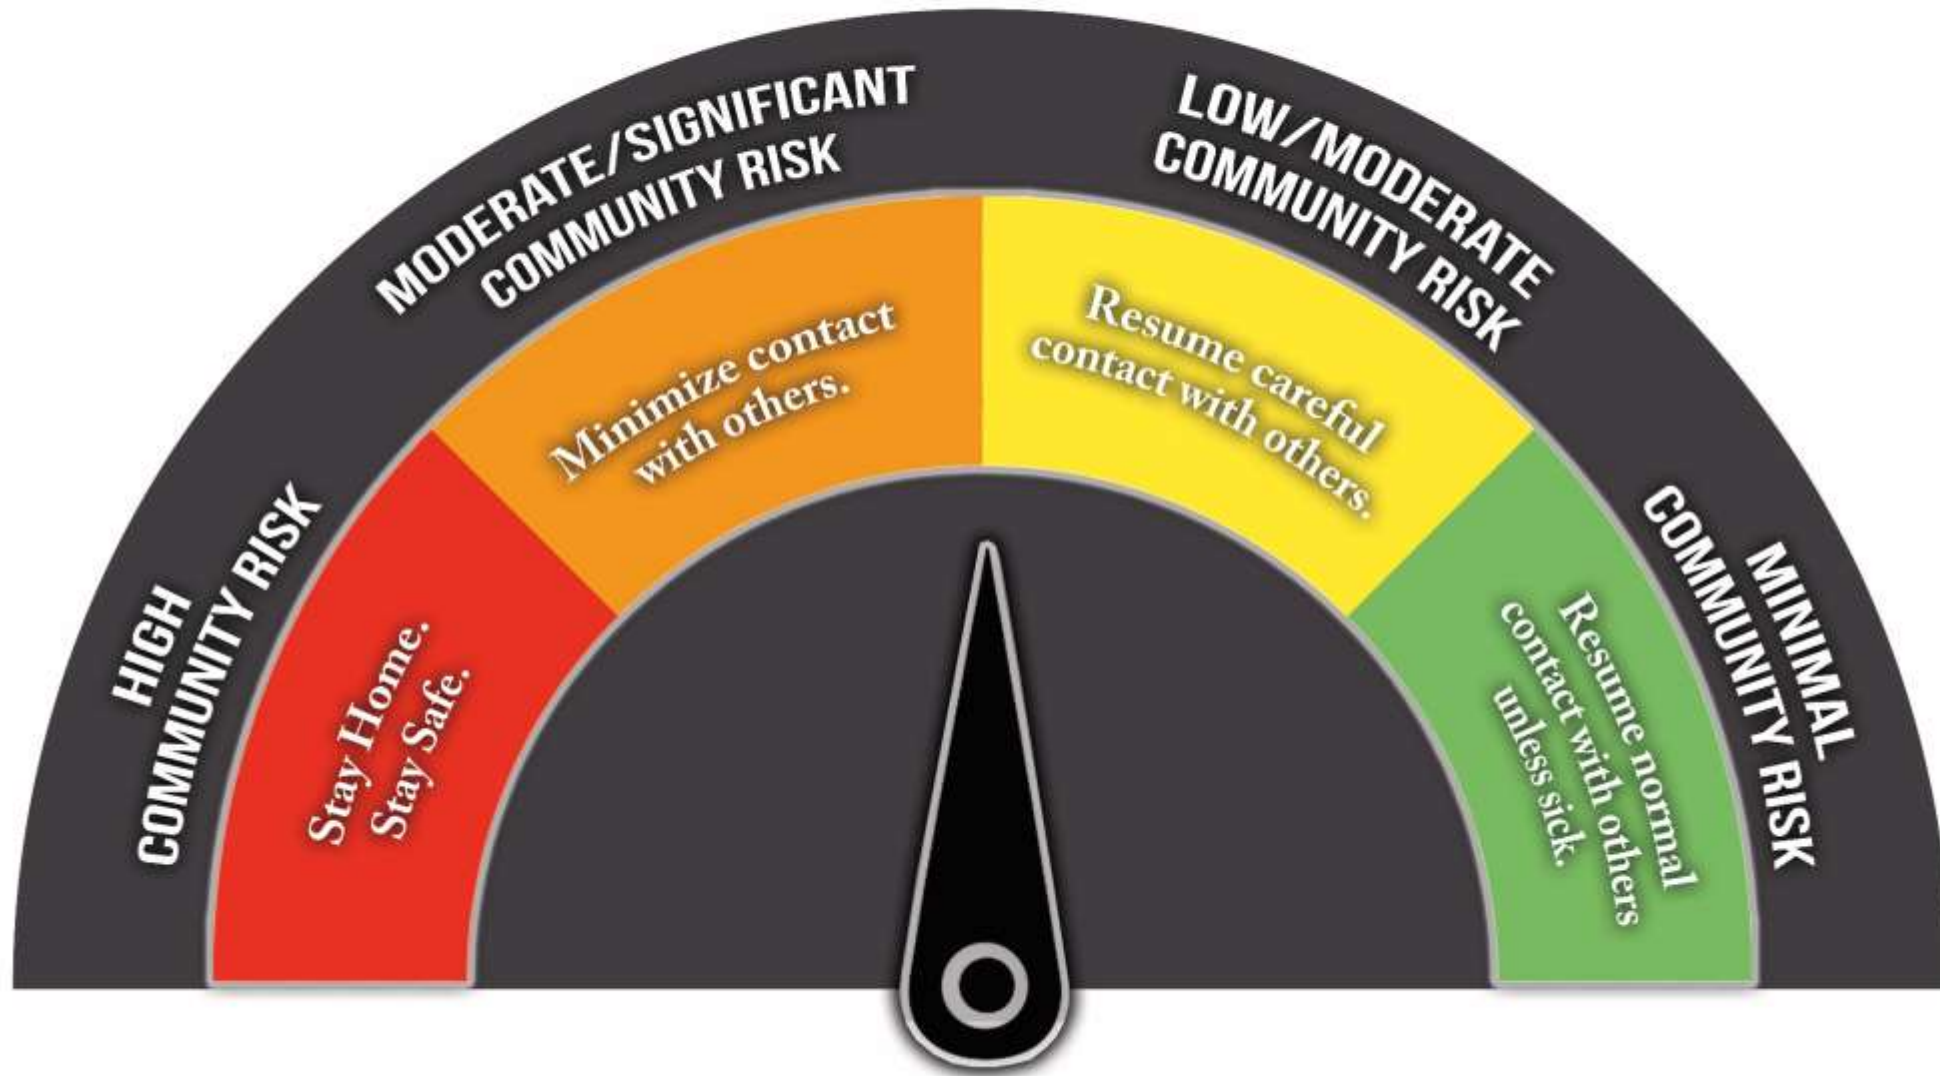 HIGH
COMMUNITY RISK
Stay Home.
Stay Safe.
MODERATE/SIGNIFICANT
COMMUNITY RISK
Minimize contact
with others.
LOW/MODERATE
COMMUNITY RISK
Resume careful
contact with others.
MINIMAL
COMMUNITY RISK
Resume normal
contact with others
unless sick.